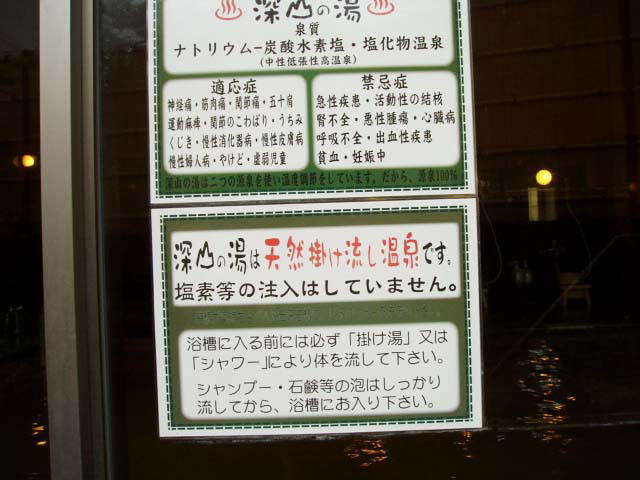 ♨深山の湯♨
泉質
ナトリウムー炭酸水素塩・塩化物温泉
(中性低張性高温泉)
適応症
神経痛・筋肉痛・関節痛・五十肩
運動麻痺・関節のこわばり・うちみ
くじき・慢性消化器病・慢性皮膚病
慢性婦人病・やけど・虚弱児童
禁忌症
急性疾患・活動性の結核
腎不全・悪性腫瘍・心臓病
呼吸不全・出血性疾患
貧血・妊娠中
深山の湯は二つの源泉を使い温度調節をしています。だから、源泉100%
深山の湯は天然掛け流し温泉です。
塩素等の注入はしていません。
浴槽に入る前には必ず「掛け湯」又は
「シャワー」により体を流して下さい。
シャンプー・石鹸等の泡はしっかり
流してから、浴槽にお入り下さい。